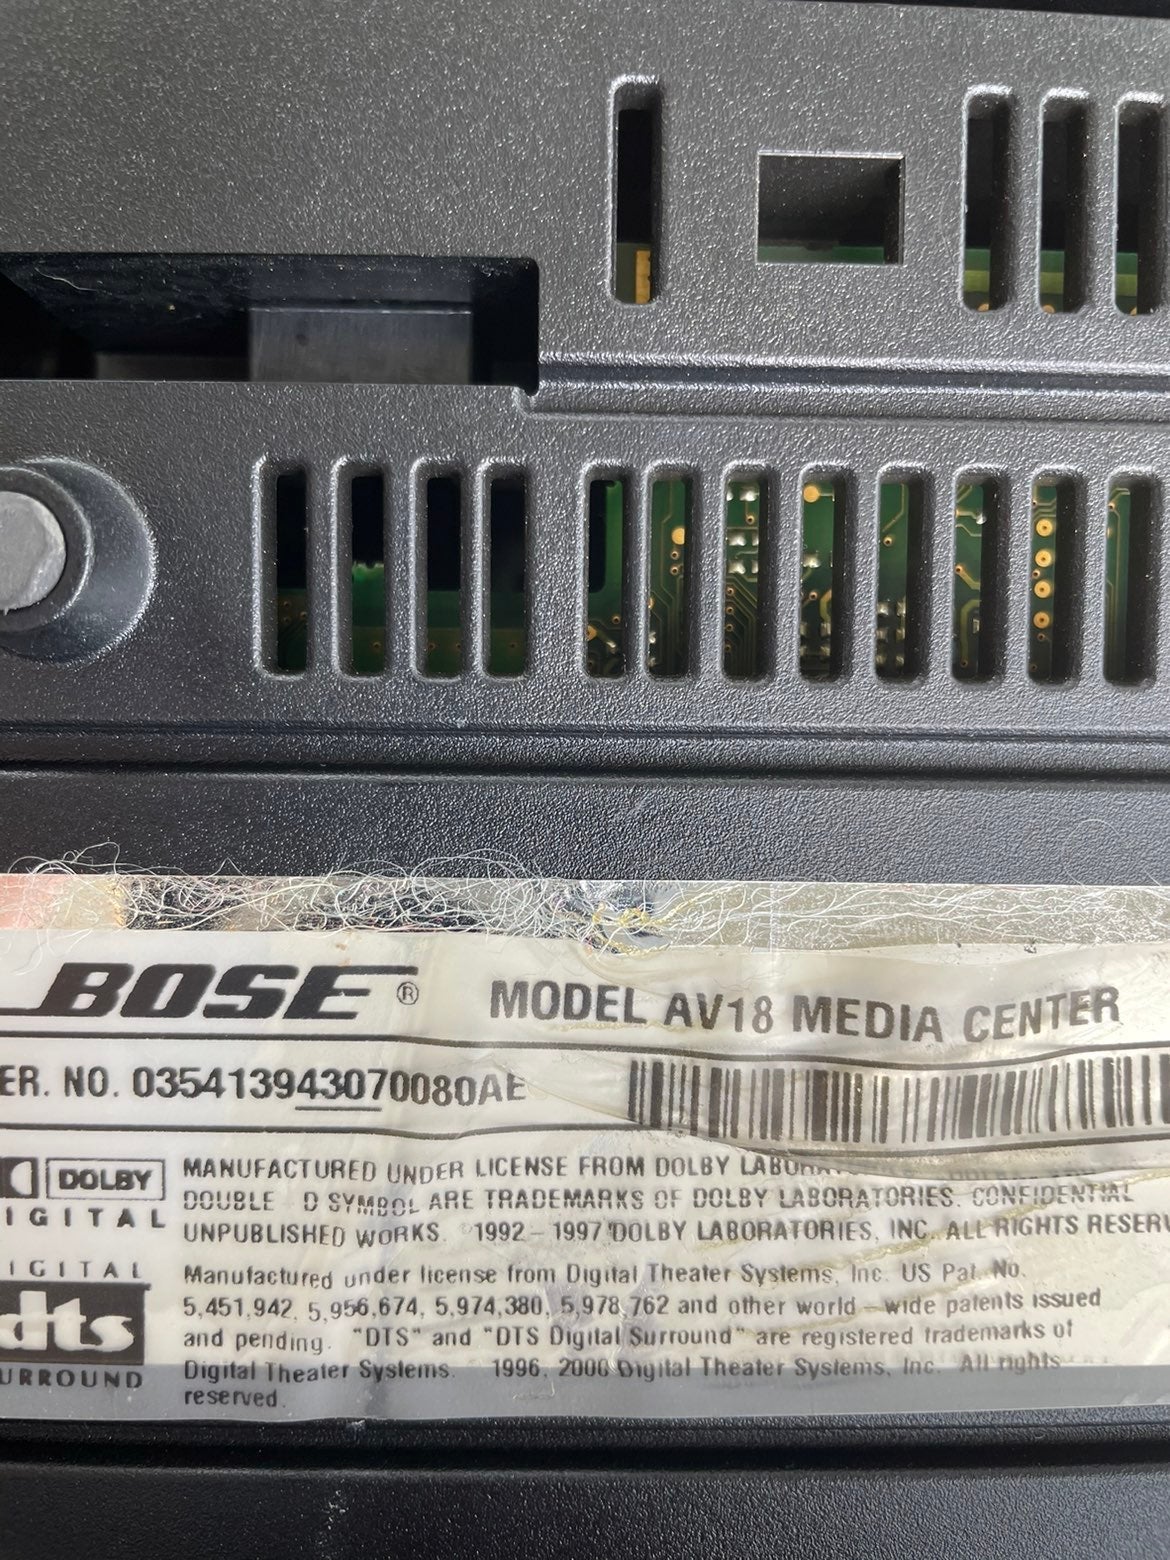 BOSE ® MODEL AV18 MEDIA CENTER
ER. NO. 035413943070080AE
DOLBY
IGITAL
MANUFACTURED UNDER LICENSE FROM DOLBY
DOUBLE D SYMBOL ARE TRADEMARKS OF DOLBY LABORATORIES. CONFIDENTIAL
UNPUBLISHED WORKS. ©1992-1997 DOLBY LABORATORIES, INC. ALL RIGHTS RESERV
IGITAL
dts
URROUND
Manufactured under license from Digital Theater Systems, Inc. US Pat. No.
5,451,942, 5,956,674, 5,974,380, 5,978,762 and other world-wide patents issued
and pending. "DTS" and "DTS Digital Surround" are registered trademarks of
Digital Theater Systems. 1996, 2000 Digital Theater Systems, Inc. All rights
reserved.